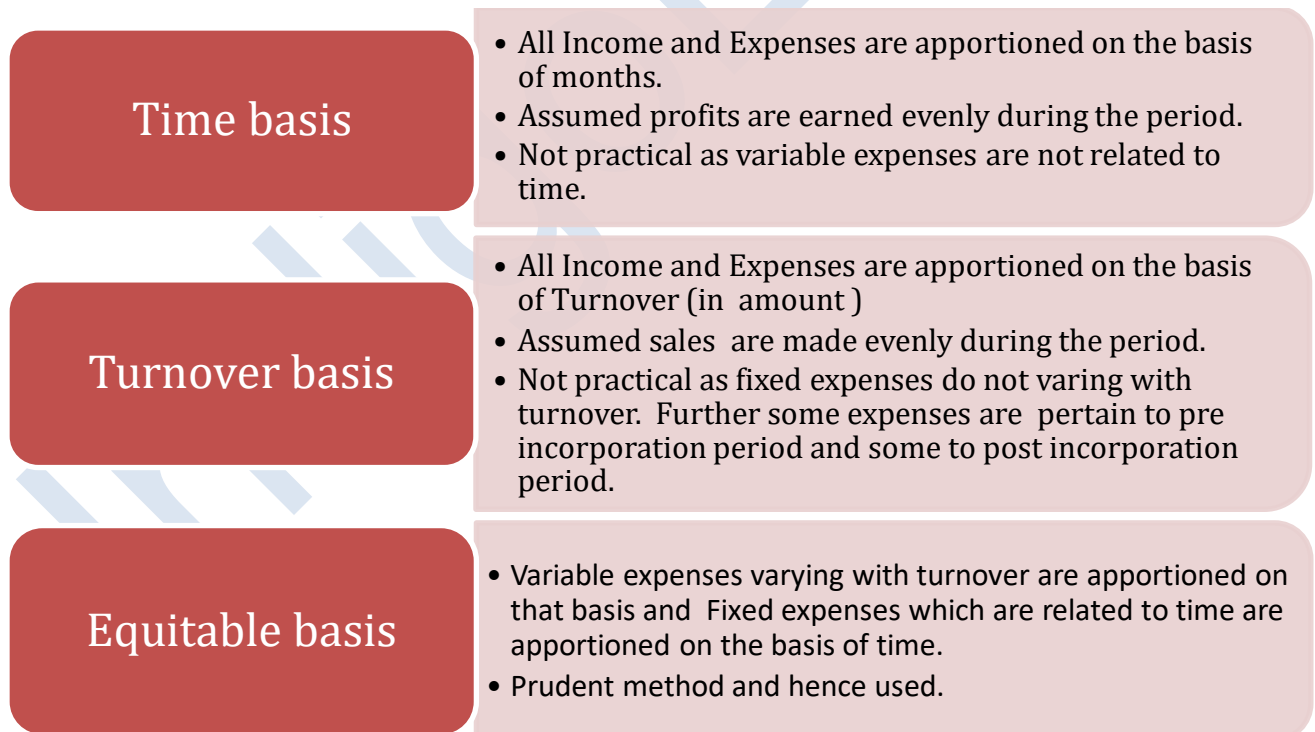 Time basis
• All Income and Expenses are apportioned on the basis
of months.
• Assumed profits are earned evenly during the period.
• Not practical as variable expenses are not related to
time.
Turnover basis
• All Income and Expenses are apportioned on the basis
of Turnover (in amount )
• Assumed sales are made evenly during the period.
• Not practical as fixed expenses do not varing with
turnover. Further some expenses are pertain to pre
incorporation period and some to post incorporation
period.
Equitable basis
• Variable expenses varying with turnover are apportioned on
that basis and Fixed expenses which are related to time are
apportioned on the basis of time.
• Prudent method and hence used.